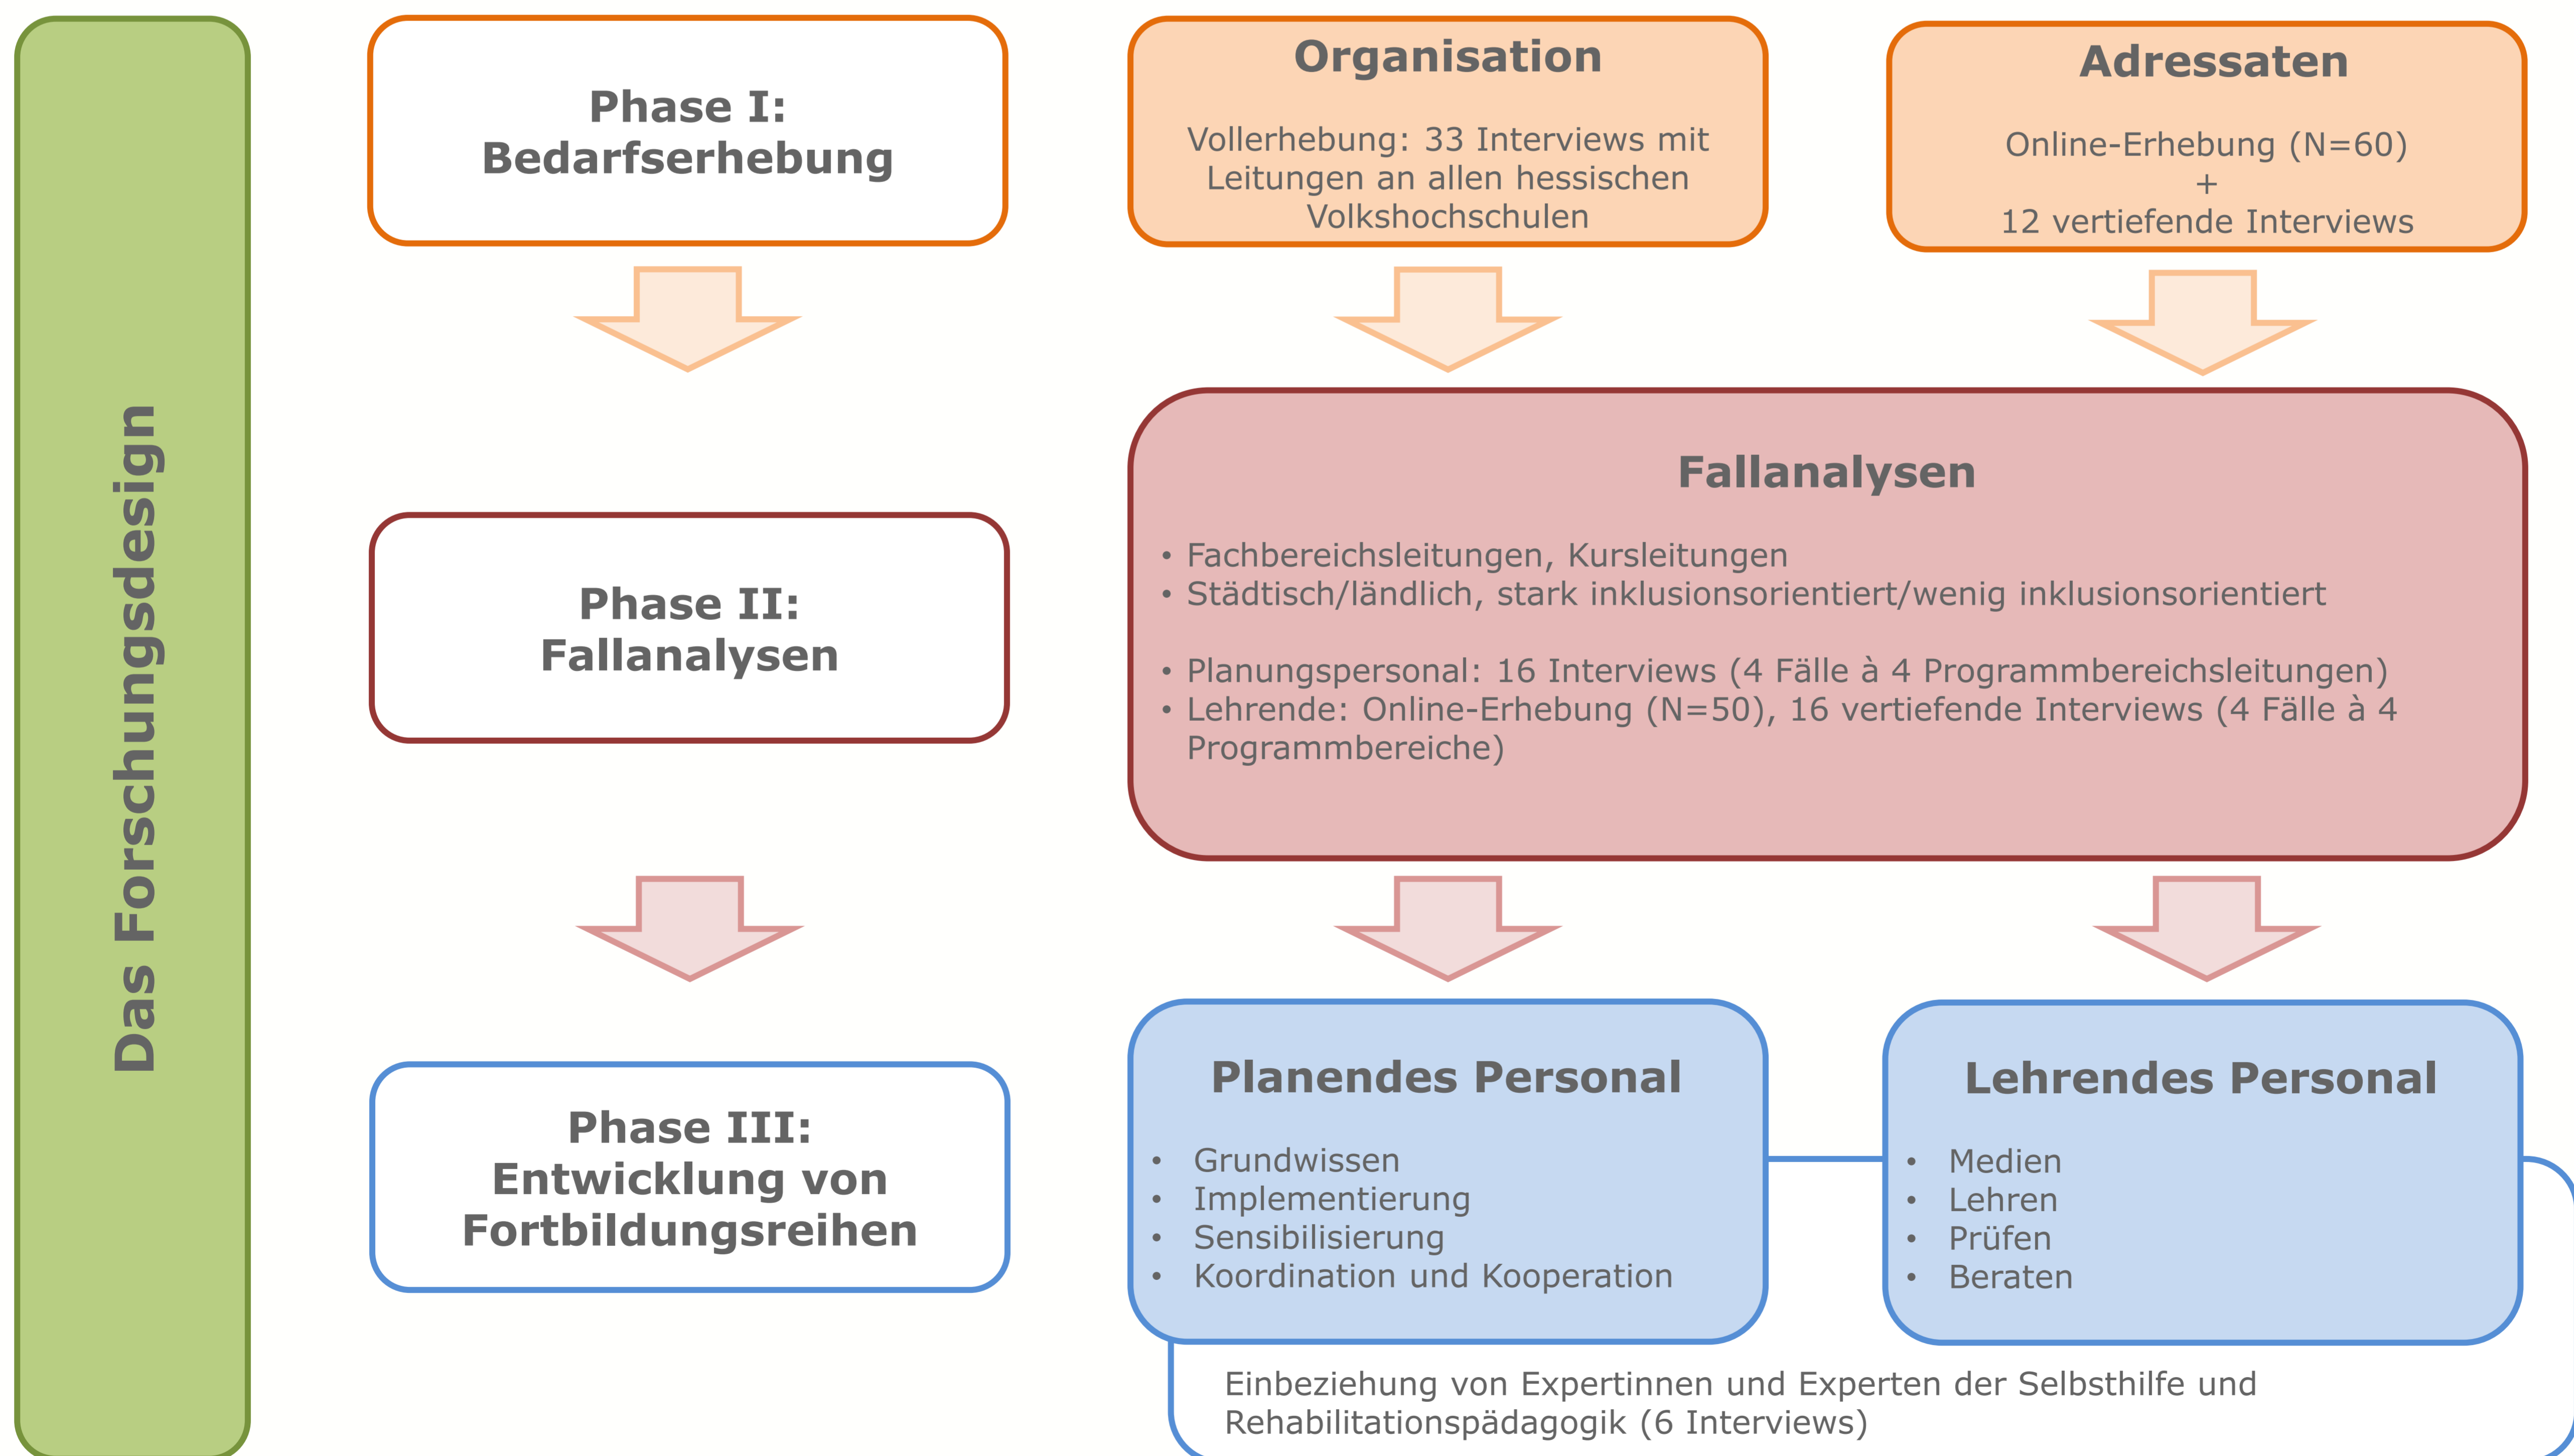 Das Forschungsdesign
Phase I:
Bedarfserhebung
Organisation
Vollerhebung: 33 Interviews mit
Leitungen an allen hessischen
Volkshochschulen
Adressaten
Online-Erhebung (N=60)
+
12 vertiefende Interviews
Phase II:
Fallanalysen
Fallanalysen
• Fachbereichsleitungen, Kursleitungen
• Städtisch/ländlich, stark inklusionsorientiert/wenig inklusionsorientiert
• Planungspersonal: 16 Interviews (4 Fälle à 4 Programmbereichsleitungen)
• Lehrende: Online-Erhebung (N=50), 16 vertiefende Interviews (4 Fälle à 4
Programmbereiche)
Phase III:
Entwicklung von
Fortbildungsreihen
Planendes Personal
• Grundwissen
• Implementierung
• Sensibilisierung
• Koordination und Kooperation
Lehrendes Personal
• Medien
• Lehren
• Prüfen
• Beraten
Einbeziehung von Expertinnen und Experten der Selbsthilfe und
Rehabilitationspädagogik (6 Interviews)